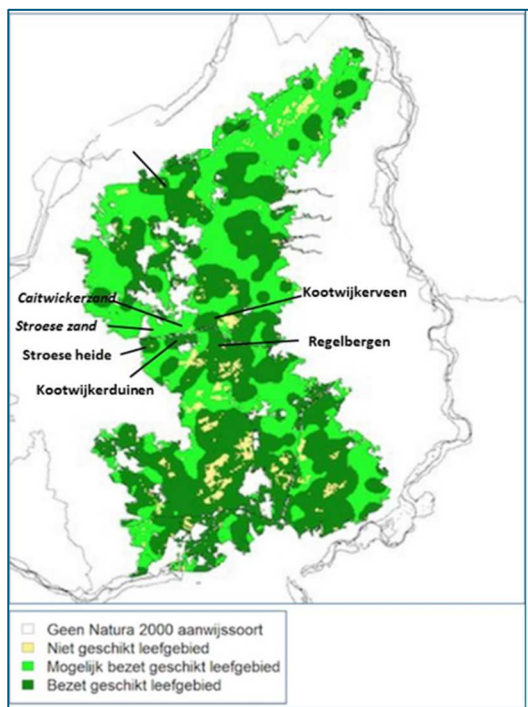 Caitwickerzand
Kootwijkerveen
Stroese zand
Regelbergen
Stroese heide
Kootwijkerduinen
Geen Natura 2000 aanwijssoort
Niet geschikt leefgebied
Mogelijk bezet geschikt leefgebied
Bezet geschikt leefgebied